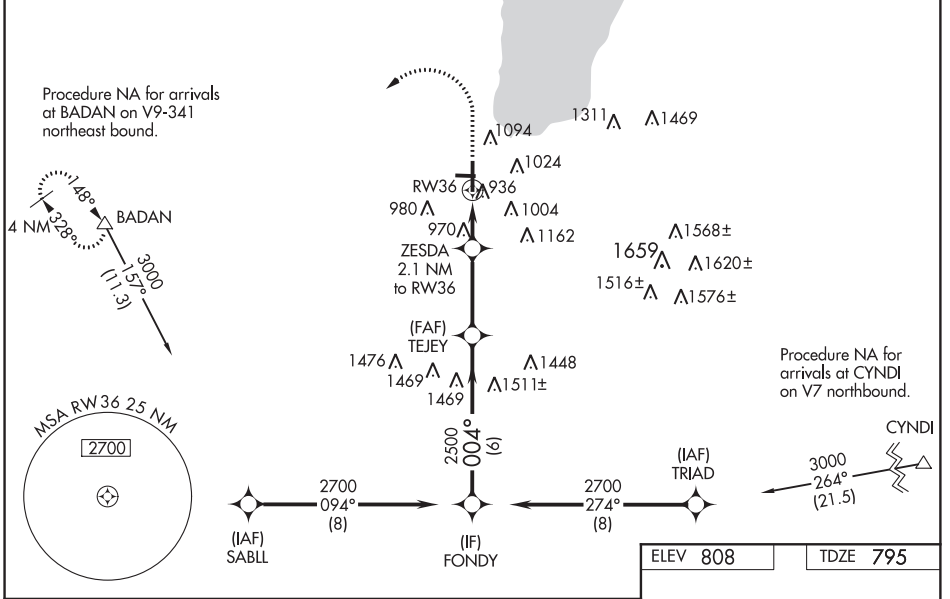 Procedure NA for arrivals
at BADAN on V9-341
northeast bound.
1311
1469
1094
1024
148°
328°
4 NM
BADAN
3000
157°
(11.3)
RW36
936
980
1004
970
1162
ZESDA
2.1 NM
to RW36
1568±
1659
1620±
1516±
1576±
(FAF)
TEJEY
1476
1469
1469
1511±
1448
Procedure NA for
arrivals at CYNDI
on V7 northbound.
CYNDI
3000
264°
(21.5)
MSA RW36 25 NM
2700
2500
004°
(6)
2700
094°
(8)
2700
274°
(8)
(IAF)
TRIAD
(IAF)
SABLL
(IF)
FONDY
ELEV 808
TDZE 795